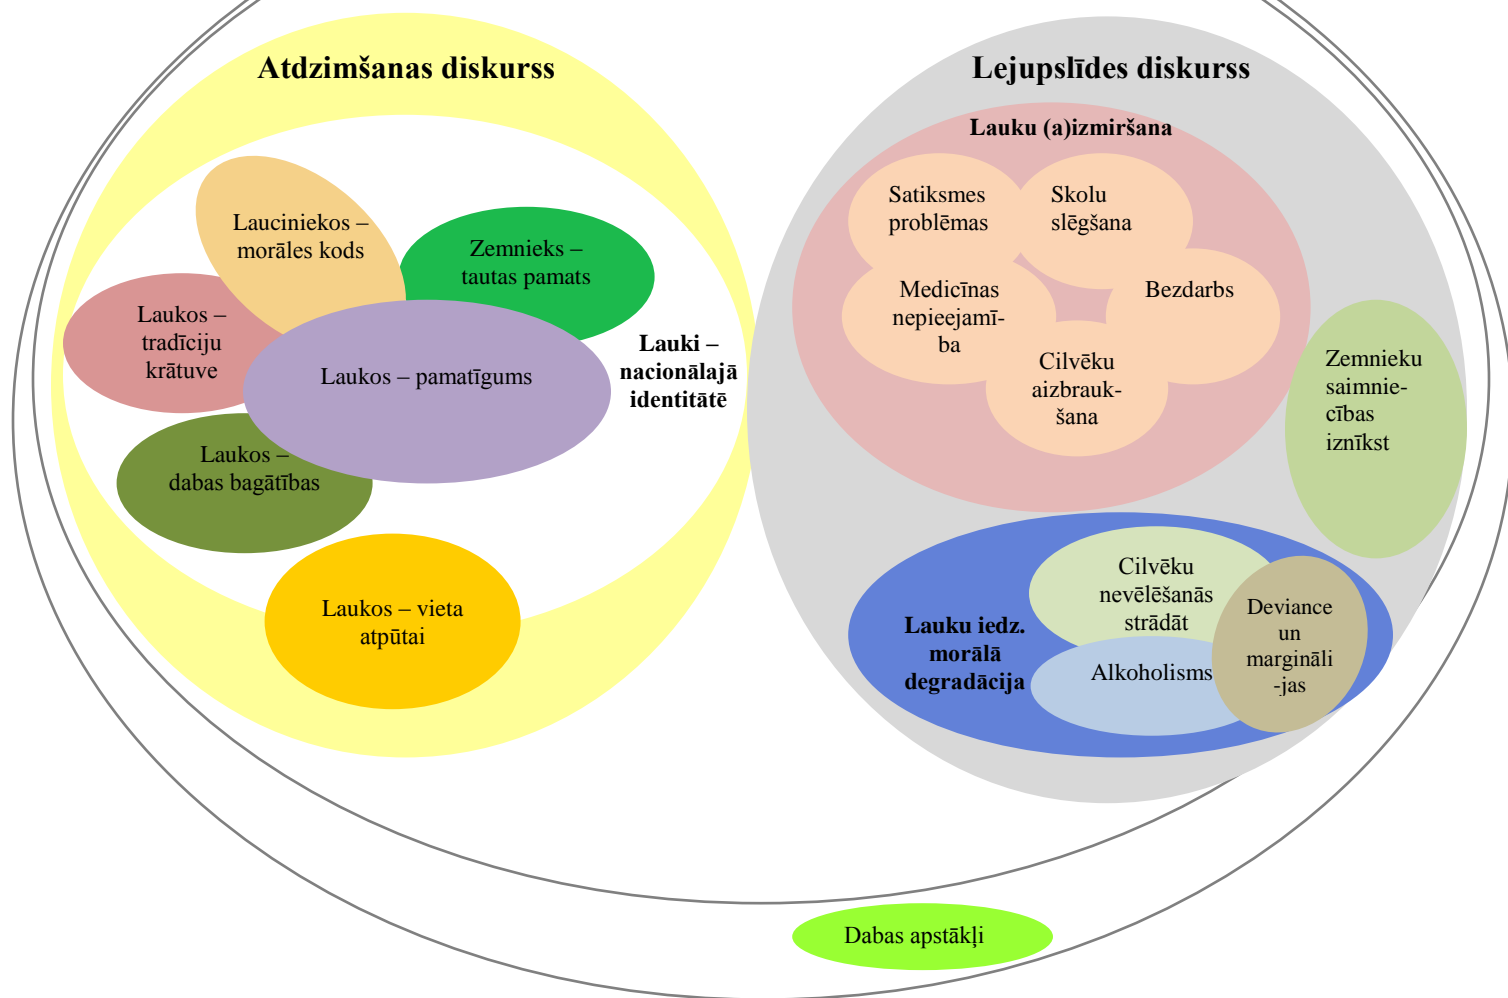 Atdzimšanas diskurss
Lauciniekos –
morāles kods
Zemnieks –
tautas pamats
Laukos –
tradīciju
krātuve
Laukos – pamatīgums
Lauki –
nacionālajā
identitātē
Laukos –
dabas bagātības
Laukos – vieta
atpūtai
Lejupslīdes diskurss
Lauku (a)izmiršana
Satiksmes
problēmas
Skolu
slēgšana
Medicīnas
nepieejamī-
ba
Bezdarbs
Cilvēku
aizbrauk-
šana
Zemnieku
saimnie-
cības
iznīkst
Lauku iedz.
morālā
degradācija
Cilvēku
nevēlēšanās
strādāt
Alkoholisms
Deviance
un
margināli
-jas
Dabas apstākļi